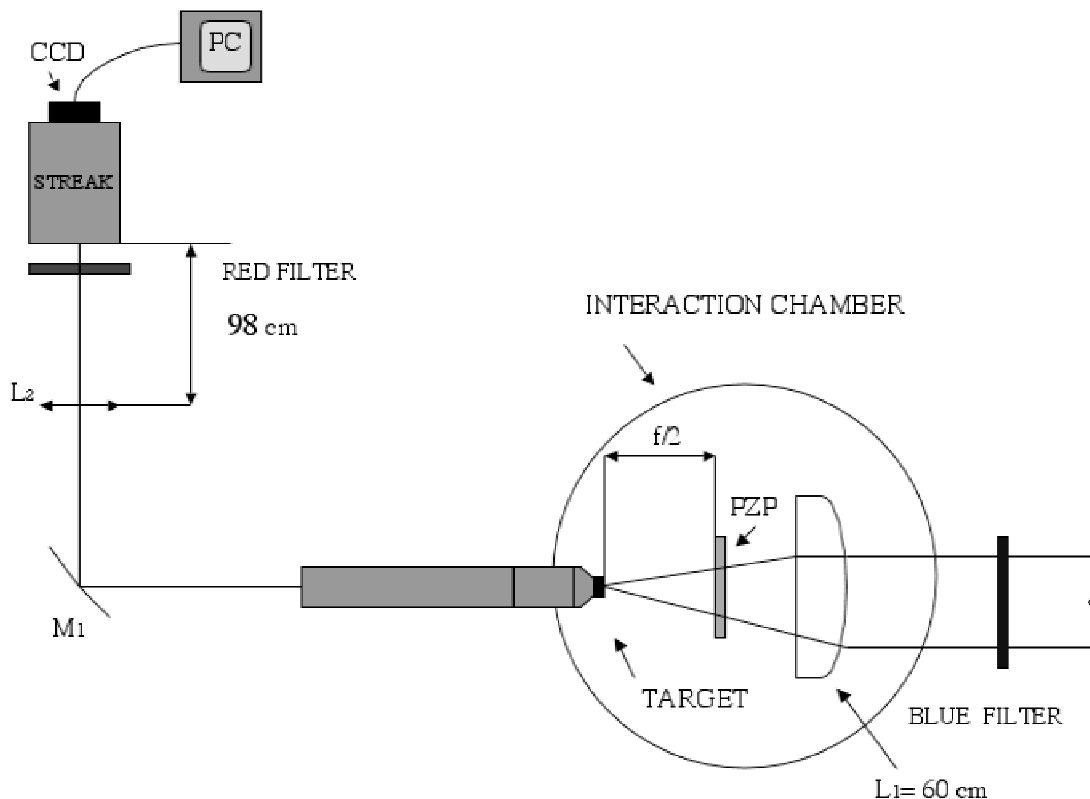 PC
CCD
STREAK
RED FILTER
98 cm
INTERACTION CHAMBER
L2
f/2
PZP
M1
TARGET
BLUE FILTER
L1= 60 cm